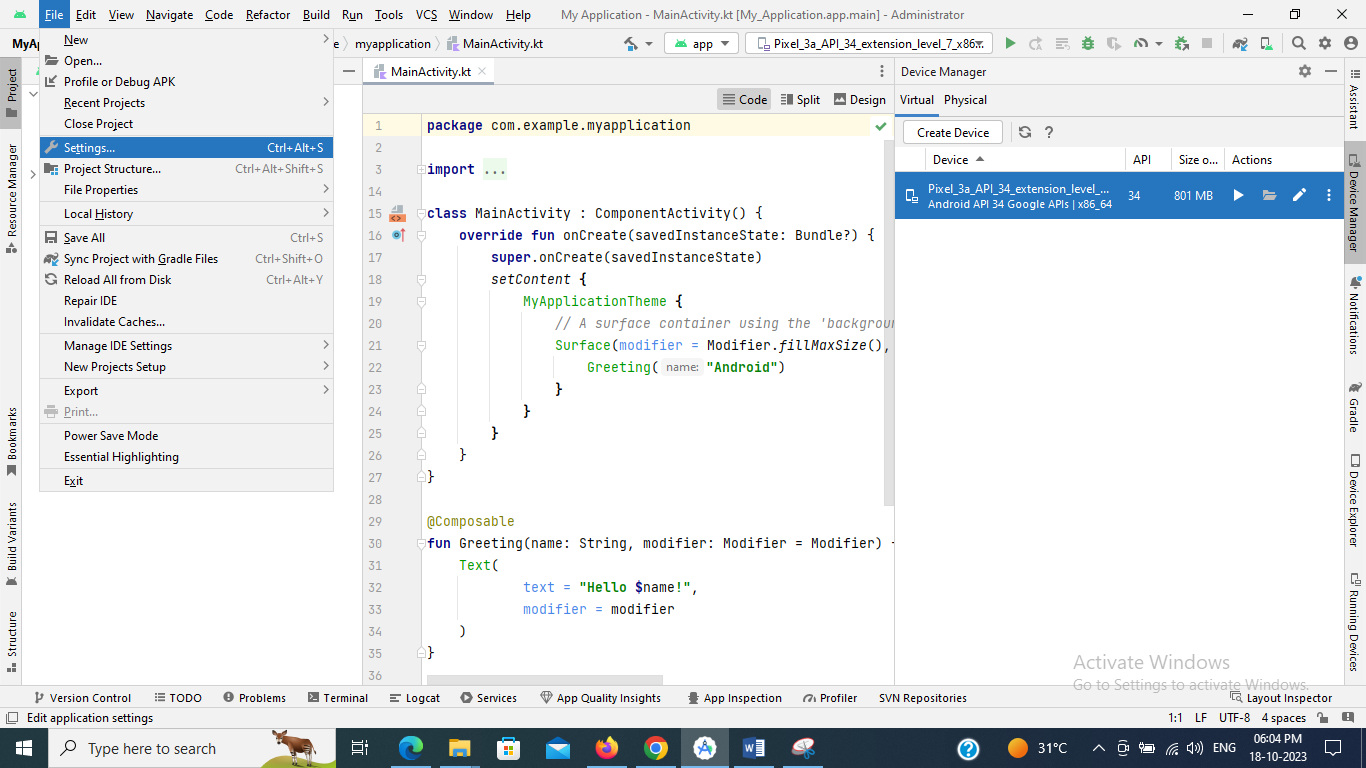 File Edit View Navigate Code Refactor Build Run Tools VCS Window Help My Application - MainActivity.kt [My_Application.app.main] - Administrator
MyAp e myapplication MainActivity.kt app Pixel_3a_API_34_extension_level_7_x86...
New
Open...
Profile or Debug APK
Recent Projects
Close Project
Settings... Ctrl+Alt+S
Project Structure... Ctrl+Alt+Shift+S
File Properties
Local History
Save All Ctrl+S
Sync Project with Gradle Files Ctrl+Shift+O
Reload All from Disk Ctrl+Alt+Y
Repair IDE
Invalidate Caches...
Manage IDE Settings
New Projects Setup
Export
Print...
Power Save Mode
Essential Highlighting
Exit
Project
Resource Manager
Bookmarks
Build Variants
Structure
MainActivity.kt
Code Split Design
1 package com.example.myapplication
2
3 import ...
14
15 class MainActivity : ComponentActivity() {
16 override fun onCreate(savedInstanceState: Bundle?) {
17 super.onCreate(savedInstanceState)
18 setContent {
19 MyApplicationTheme {
20 // A surface container using the 'backgroun
21 Surface(modifier = Modifier.fillMaxSize(),
22 Greeting( name: "Android")
23 }
24 }
25 }
26 }
27 }
28
29 @Composable
30 fun Greeting(name: String, modifier: Modifier = Modifier) {
31 Text(
32 text = "Hello $name!",
33 modifier = modifier
34 )
35 }
36
Device Manager
Virtual Physical
Create Device ?
Device API Size o... Actions
Pixel_3a_API_34_extension_level_...
Android API 34 Google APIs | x86_64 34 801 MB
Assistant
Device Manager
Notifications
Gradle
Device Explorer
Running Devices
Activate Windows
Go to Settings to activate Windows.
Version Control TODO Problems Terminal Logcat Services App Quality Insights App Inspection Profiler SVN Repositories Layout Inspector
Edit application settings 1:1 LF UTF-8 4 spaces
Type here to search 31°C ENG 06:04 PM
18-10-2023